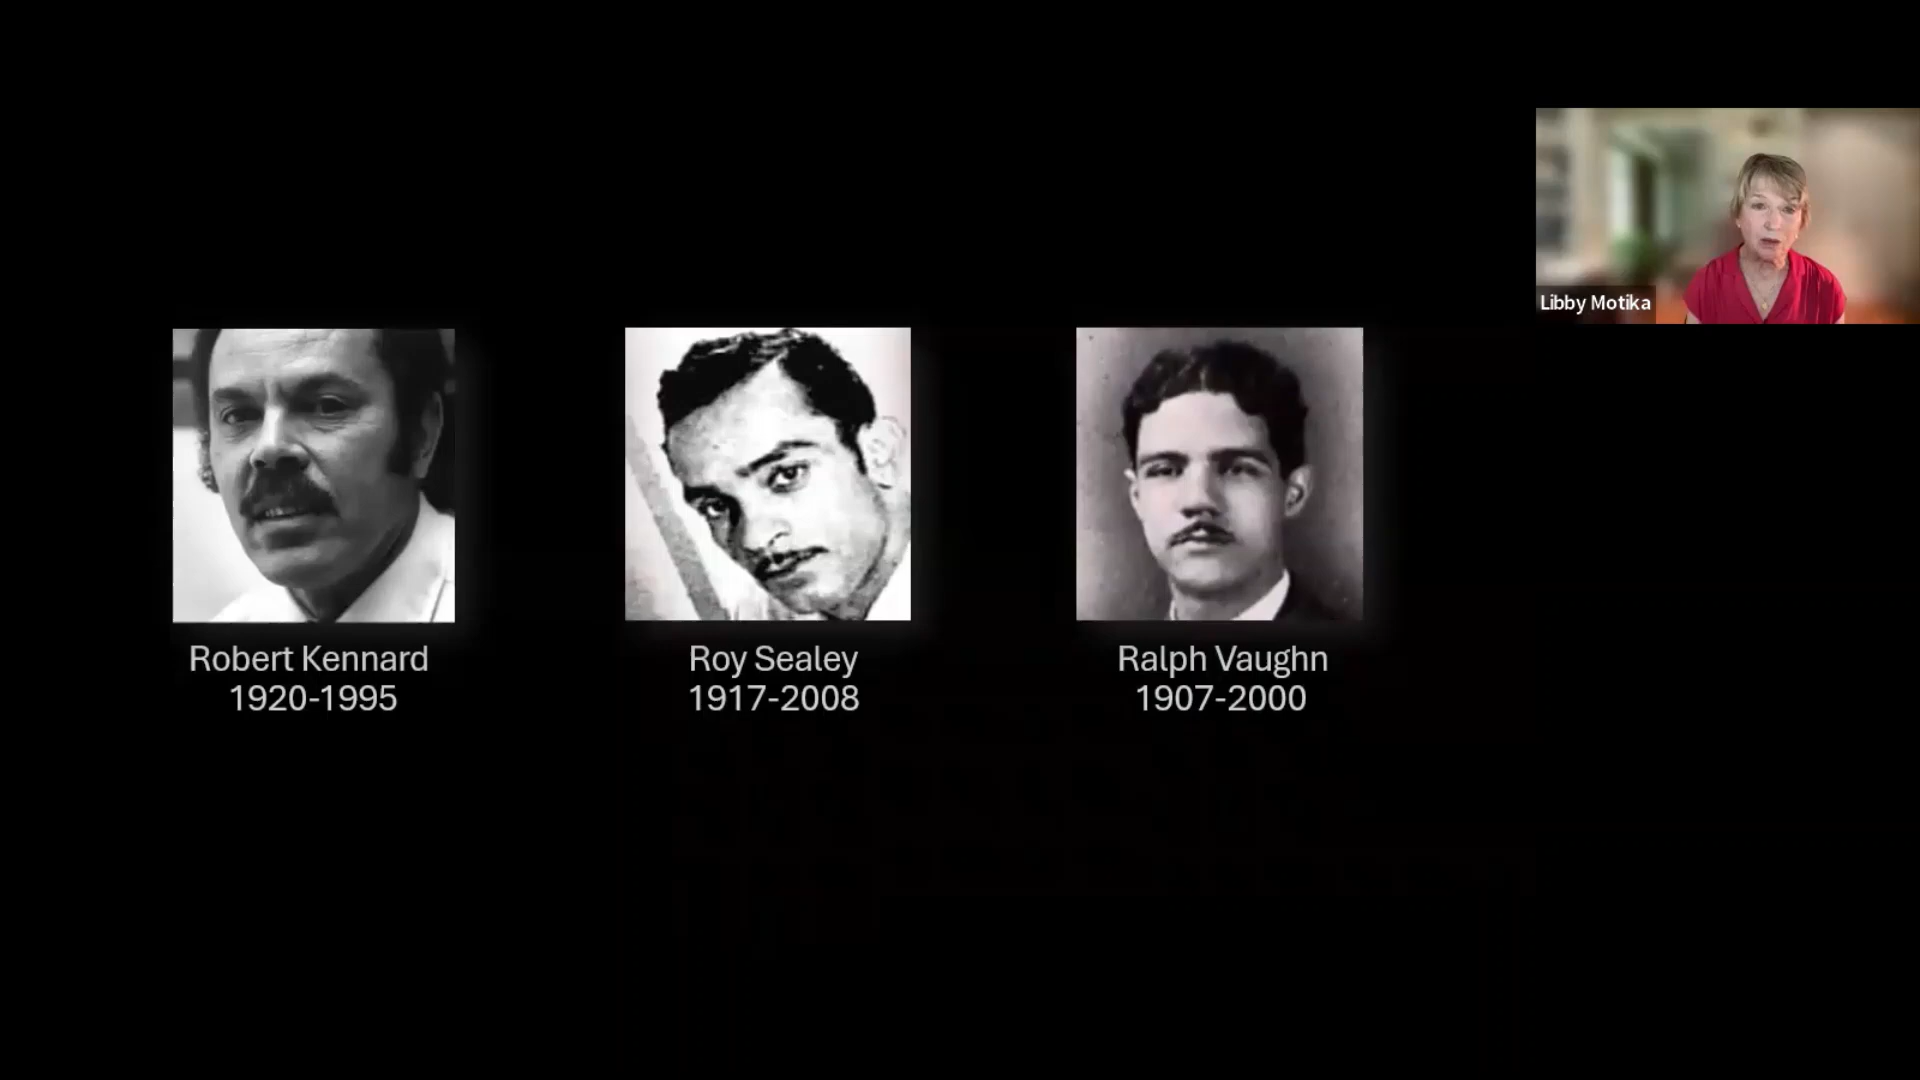 Libby Motika
Robert Kennard
1920-1995
Roy Sealey
1917-2008
Ralph Vaughn
1907-2000